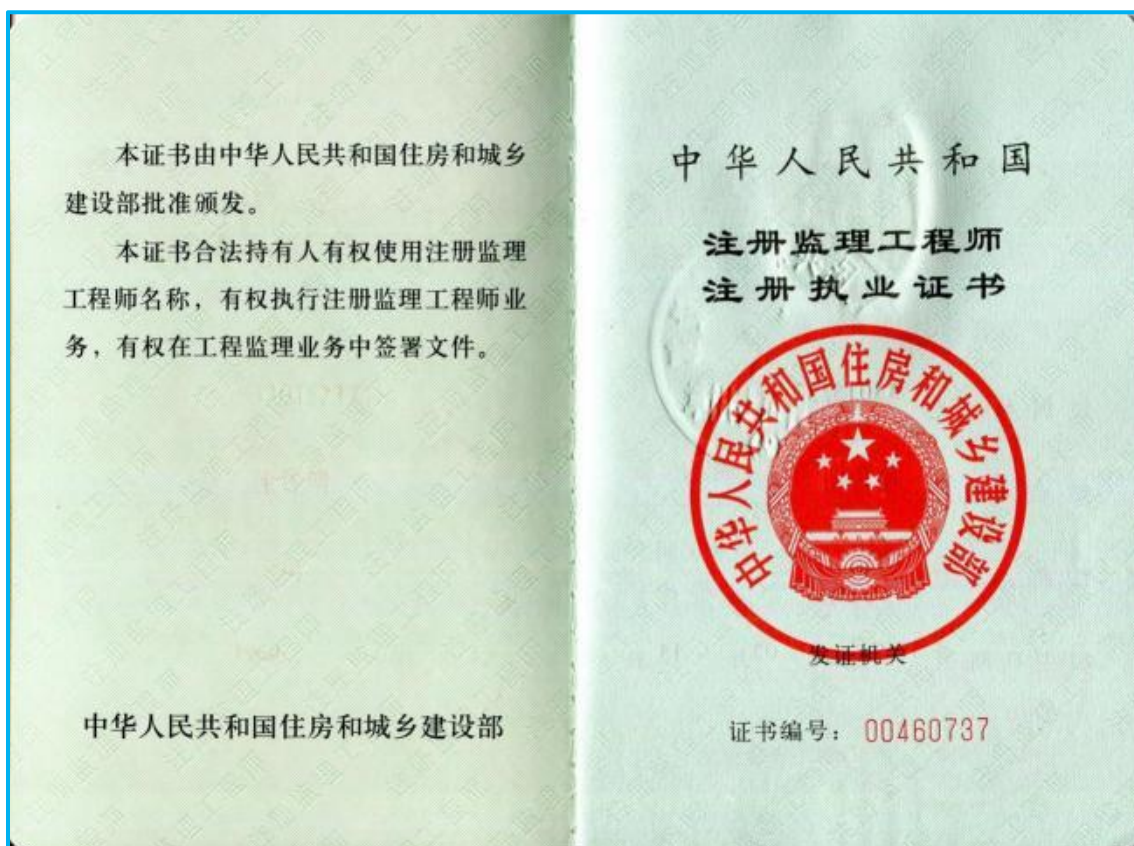 本证书由中华人民共和国住房和城乡
建设部批准颁发。
本证书合法持有人有权使用注册监理
工程师名称，有权执行注册监理工程师业
务，有权在工程监理业务中签署文件。
中华人民共和国住房和城乡建设部
中华人民共和国
注册监理工程师
注册执业证书
中华人民共和国住房和城乡建设部
发证机关
证书编号：00460737